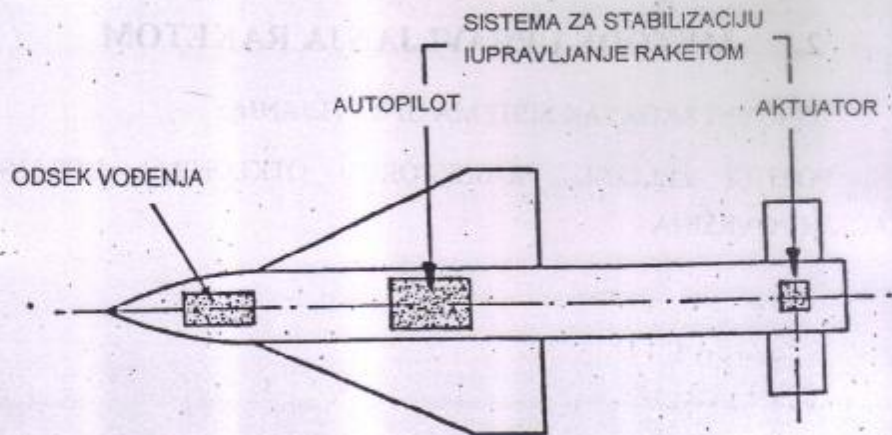 SISTEMA ZA STABILIZACIJU
IUPRAVLJANJE RAKETOM
AUTOPILOT
AKTUATOR
ODSEK VOĐENJA